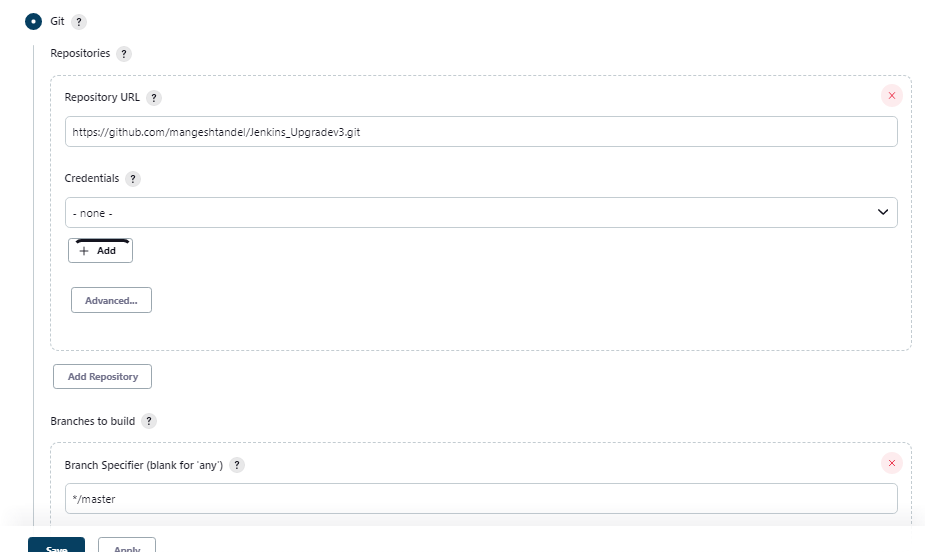 Git ?
Repositories ?
Repository URL ?
https://github.com/mangeshtandel/Jenkins_Upgradev3.git
Credentials ?
- none -
+ Add
Advanced...
Add Repository
Branches to build ?
Branch Specifier (blank for 'any') ?
*/master
Save Apply